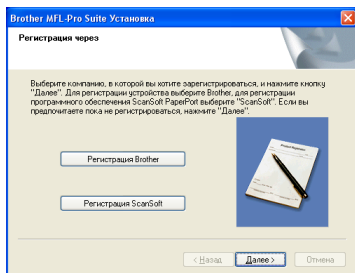 Brother MFL-Pro Suite Установка
Регистрация через
Выберите компанию, в которой вы хотите зарегистрироваться, и нажмите кнопку
"Далее". Для регистрации устройства выберите Brother, для регистрации
программного обеспечения ScanSoft PaperPort выберите "ScanSoft". Если вы
предпочитаете пока не регистрироваться, нажмите "Далее".
Регистрация Brother
Регистрация ScanSoft
< Назад
Далее >
Отмена